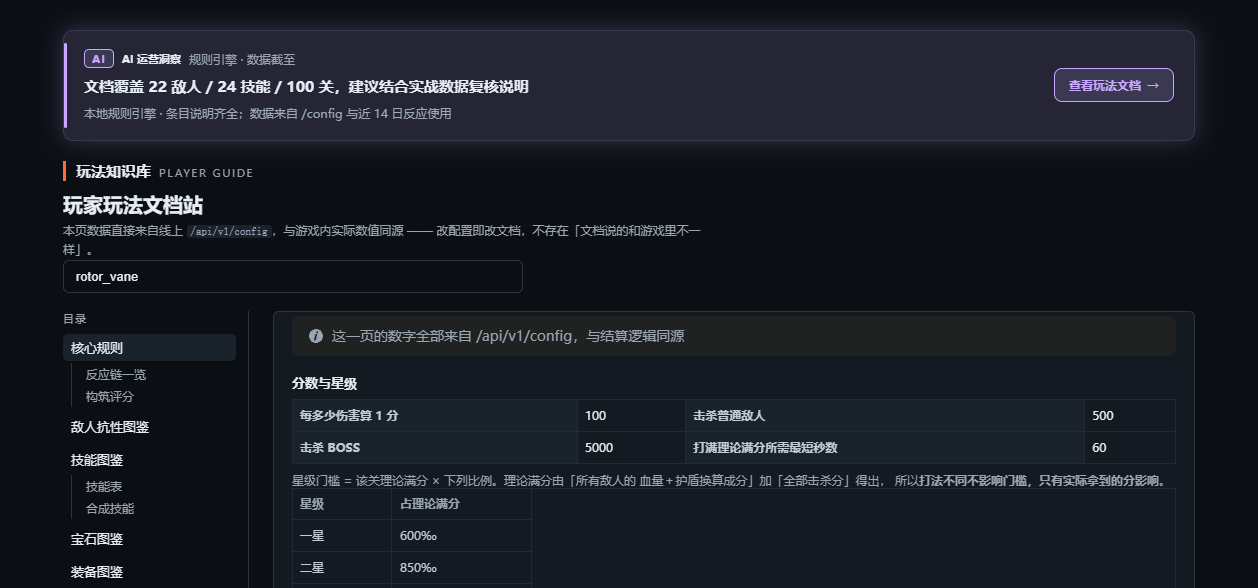 AI AI 运营洞察 规则引擎 · 数据截至
文档覆盖 22 敌人 / 24 技能 / 100 关，建议结合实战数据复核说明
本地规则引擎 · 条目说明齐全；数据来自 /config 与近 14 日反应使用
查看玩法文档 →
玩法知识库 PLAYER GUIDE
玩家玩法文档站
本页数据直接来自线上 /api/v1/config，与游戏内实际数值同源 —— 改配置即改文档，不存在「文档说的和游戏里不一
样」。
rotor_vane
目录
核心规则
反应链一览
构筑评分
敌人抗性图鉴
技能图鉴
技能表
合成技能
宝石图鉴
装备图鉴
这一页的数字全部来自 /api/v1/config，与结算逻辑同源
分数与星级
每多少伤害算 1 分 100 击杀普通敌人 500
击杀 BOSS 5000 打满理论满分所需最短秒数 60
星级门槛 = 该关理论满分 × 下列比例。理论满分由「所有敌人的 血量 + 护盾换算成分」加「全部击杀分」得出， 所以打法不同不影响门槛，只有实际拿到的分影响。
星级 占理论满分
一星 600‰
二星 850‰